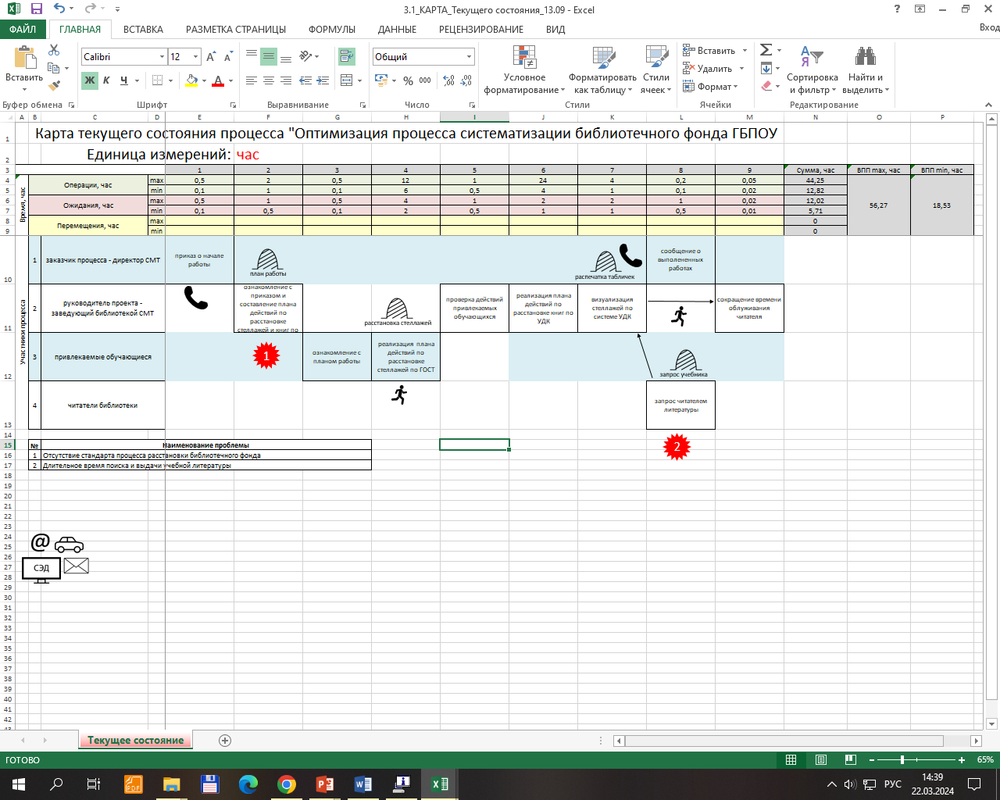 3.1_КАРТА_Текущего состояния_13.09 - Excel
ФАЙЛ ГЛАВНАЯ ВСТАВКА РАЗМЕТКА СТРАНИЦЫ ФОРМУЛЫ ДАННЫЕ РЕЦЕНЗИРОВАНИЕ ВИД Вход
Вставить
Calibri 12
Ж К Ч
Общий
% 000
Условное форматирование
Форматировать как таблицу
Стили ячеек
Вставить
Удалить
Формат
Сортировка и фильтр
Найти и выделить
Буфер обмена Шрифт Выравнивание Число Стили Ячейки Редактирование
A B C D E F G H I J K L M N O P
Карта текущего состояния процесса "Оптимизация процесса систематизации библиотечного фонда ГБПОУ
Единица измерений: час
1 2 3 4 5 6 7 8 9 Сумма, час ВПП max, час ВПП min, час
Время, час
Операции, час max 0,5 2 0,5 12 1 24 4 0,2 0,05 44,25
min 0,1 1 0,1 6 0,5 4 1 0,1 0,02 12,82
Ожидания, час max 0,5 1 0,5 4 1 2 2 1 0,02 12,02
min 0,1 0,5 0,1 2 0,5 1 1 0,5 0,01 5,71
56,27 18,53
Перемещения, час max 0
min 0
Участники процесса
1 заказчик процесса - директор СМТ
приказ о начале работы
план работы
распечатка табличек
сообщение о выполененных работах
2 руководитель проекта - заведующий библиотекой СМТ
ознакомление с приказом и составление плана действий по расстановке стеллажей и книг по
расстановка стеллажей
проверка действий привлекаемых обучающихся
реализация плана действий по расстановке книг по УДК
визуализация стеллажей по системе УДК
сокращение времени облуживания читателя
3 привлекаемые обучающиеся
1
ознакомление с планом работы
реализация плана действий по расстановке стеллажей по ГОСТ
запрос учебника
4 читатели библиотеки
запрос читателем литературы
2
№ Наименование проблемы
1 Отсутствие стандарта процесса расстановки библиотечного фонда
2 Длительное время поиска и выдачи учебной литературы
@
СЭД
Текущее состояние
ГОТОВО
65%
РУС
14:39
22.03.2024